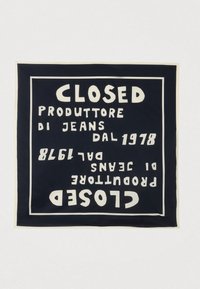 CLOSED
PRODUTTORE
DI JEANS
DAL 1978
DAL 1978
DI JEANS
PRODUTTORE
CLOSED